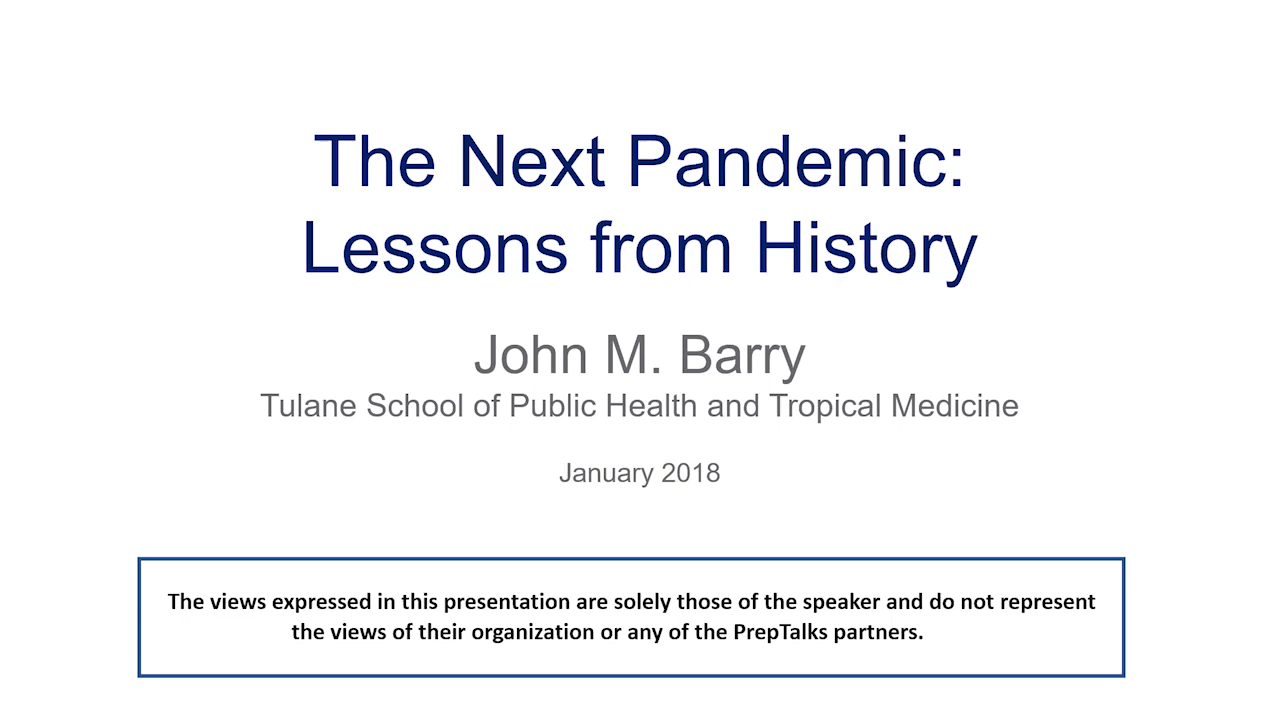 The Next Pandemic:
Lessons from History
John M. Barry
Tulane School of Public Health and Tropical Medicine
January 2018
The views expressed in this presentation are solely those of the speaker and do not represent
the views of their organization or any of the PrepTalks partners.